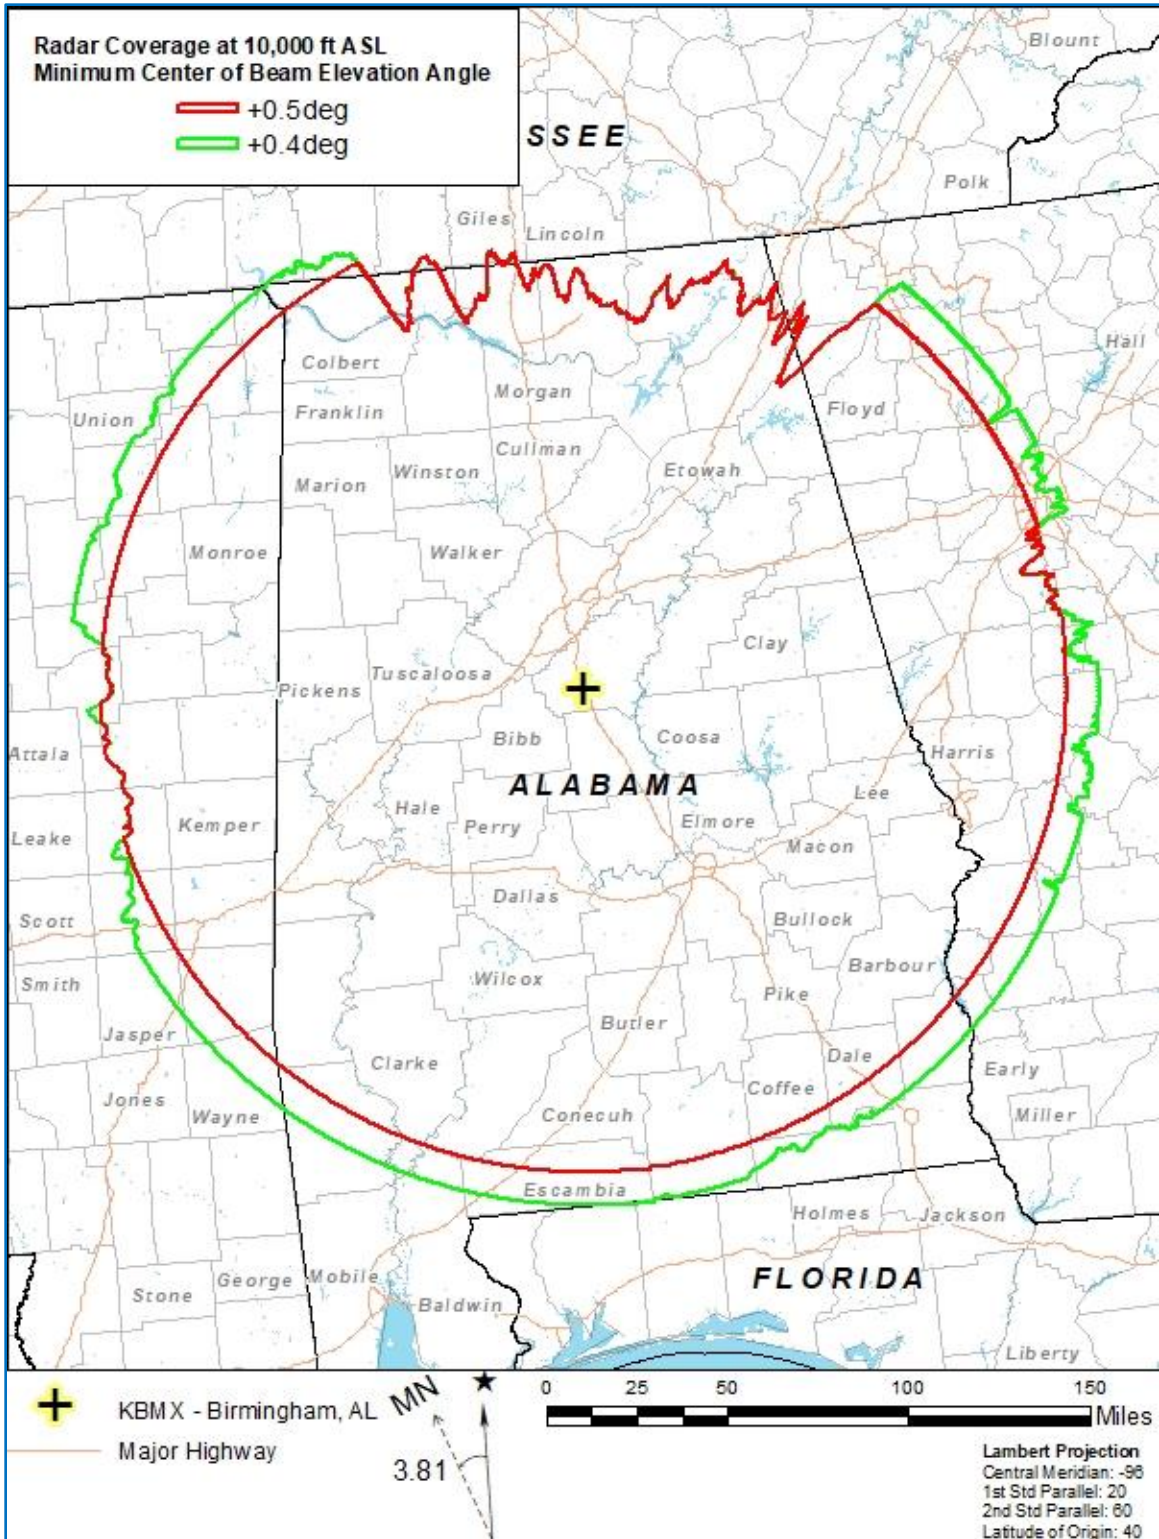 Radar Coverage at 10,000 ft ASL
Minimum Center of Beam Elevation Angle
+0.5deg
+0.4deg
Blount
SSEE
Polk
Giles
Lincoln
Hall
Colbert
Morgan
Union
Franklin
Floyd
Cullman
Winston
Etowah
Marion
Monroe
Walker
Clay
Tuscaloosa
Pickens
Bibb
Coosa
Attala
Harris
ALABAMA
Lee
Hale
Elmore
Kemper
Perry
Leake
Macon
Dallas
Scott
Bullock
Barbour
Smith
Wilcox
Pike
Butler
Jasper
Clarke
Dale
Early
Coffee
Jones
Wayne
Conecuh
Miller
Escambia
Holmes
Jackson
George
Mobile
FLORIDA
Stone
Baldwin
Liberty
KBMX - Birmingham, AL
Major Highway
MN
3.81
0 25 50 100 150
Miles
Lambert Projection
Central Meridian: -96
1st Std Parallel: 20
2nd Std Parallel: 60
Latitude of Origin: 40